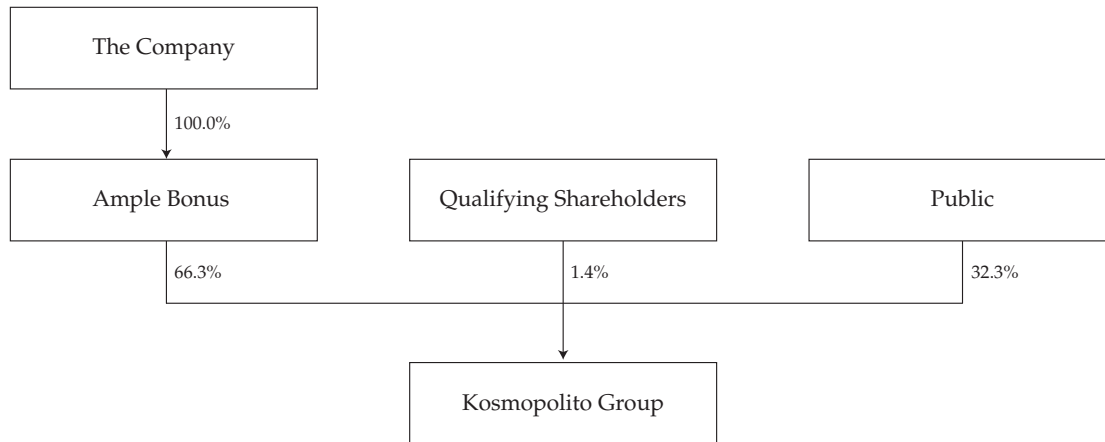 The Company
100.0%
Ample Bonus
Qualifying Shareholders
Public
66.3%
1.4%
32.3%
Kosmopolito Group